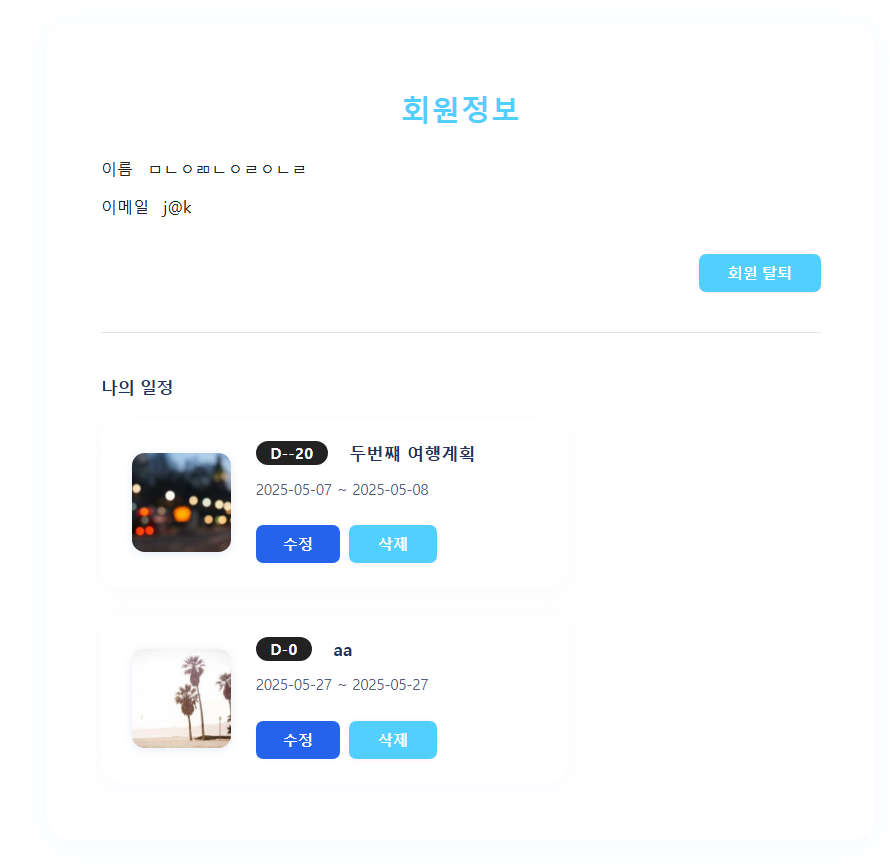 회원정보
이름 ㅁㄴㅇㄻㄴㅇㄹㅇㄴㄹ
이메일 j@k
회원 탈퇴
나의 일정
D--20 두번째 여행계획
2025-05-07 ~ 2025-05-08
수정 삭제
D-0 aa
2025-05-27 ~ 2025-05-27
수정 삭제